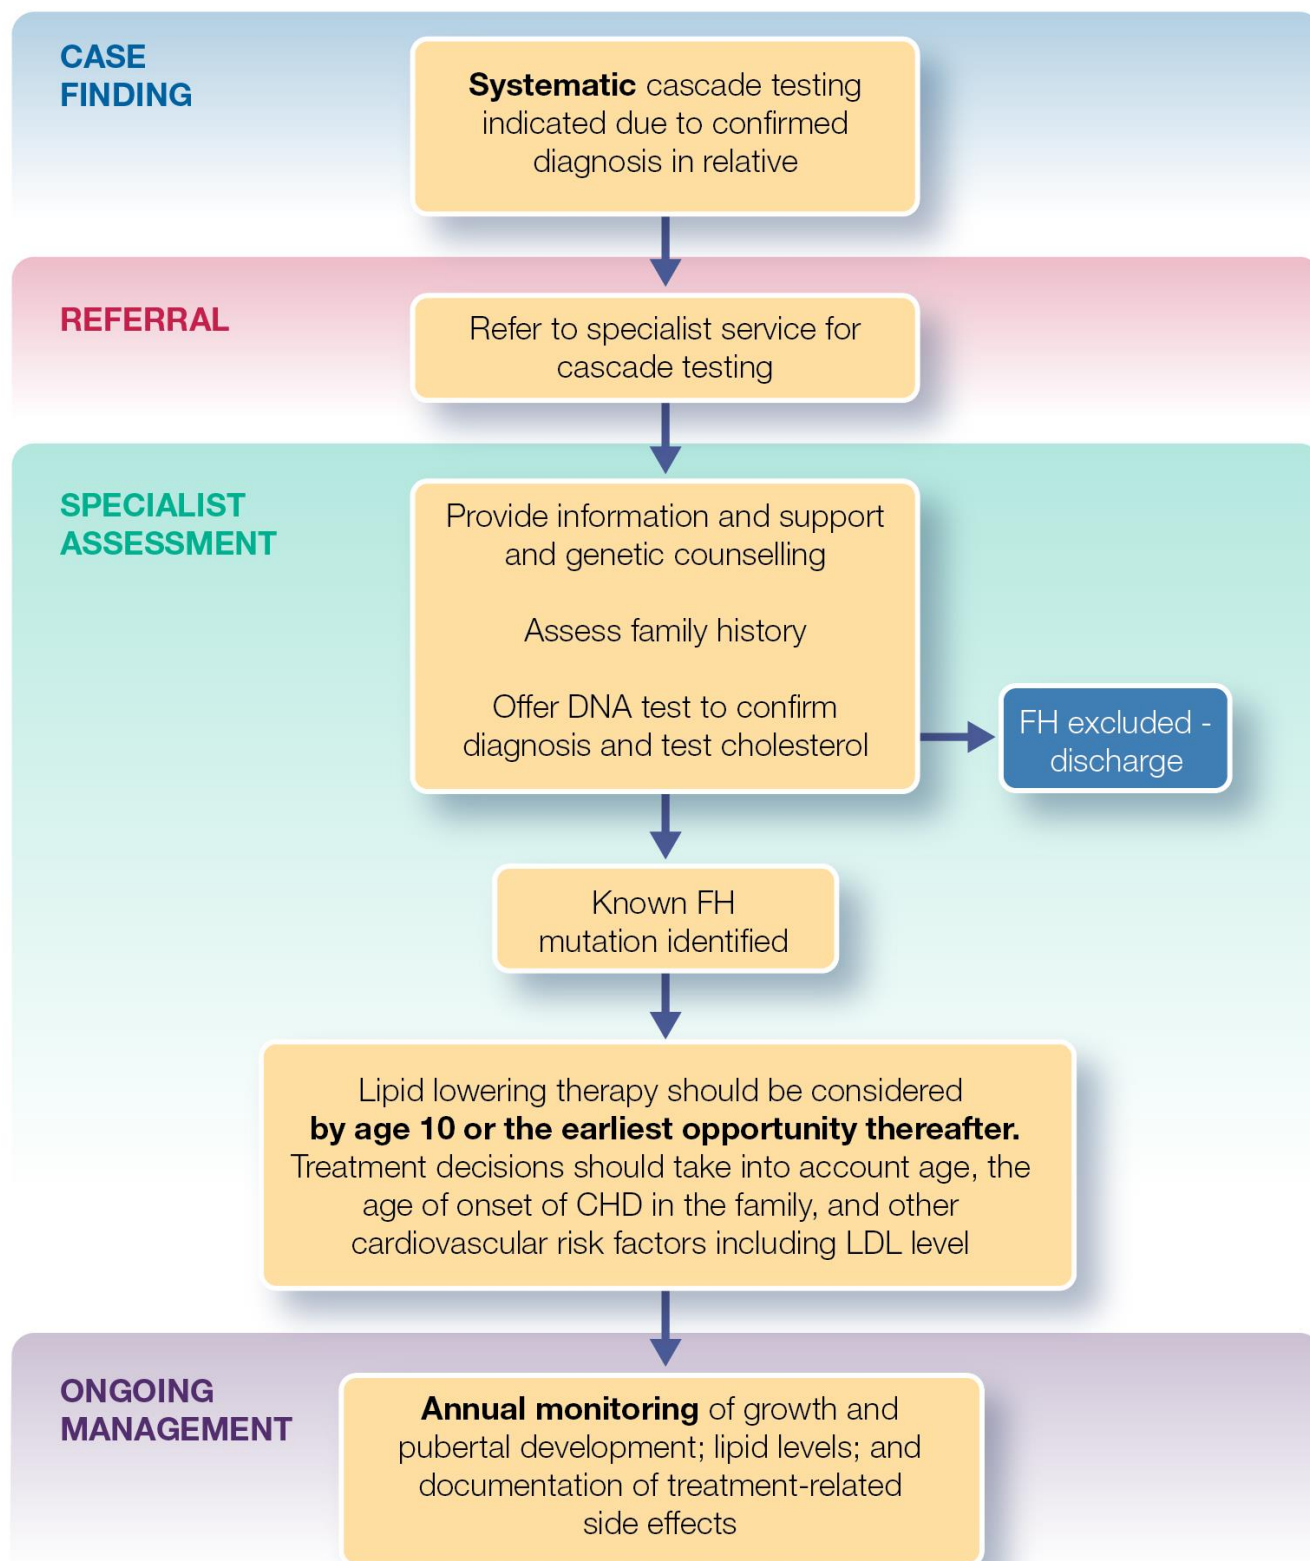 CASE
FINDING
Systematic cascade testing
indicated due to confirmed
diagnosis in relative
REFERRAL
Refer to specialist service for
cascade testing
SPECIALIST
ASSESSMENT
Provide information and support
and genetic counselling
Assess family history
Offer DNA test to confirm
diagnosis and test cholesterol
FH excluded -
discharge
Known FH
mutation identified
Lipid lowering therapy should be considered
by age 10 or the earliest opportunity thereafter.
Treatment decisions should take into account age, the
age of onset of CHD in the family, and other
cardiovascular risk factors including LDL level
ONGOING
MANAGEMENT
Annual monitoring of growth and
pubertal development; lipid levels; and
documentation of treatment-related
side effects